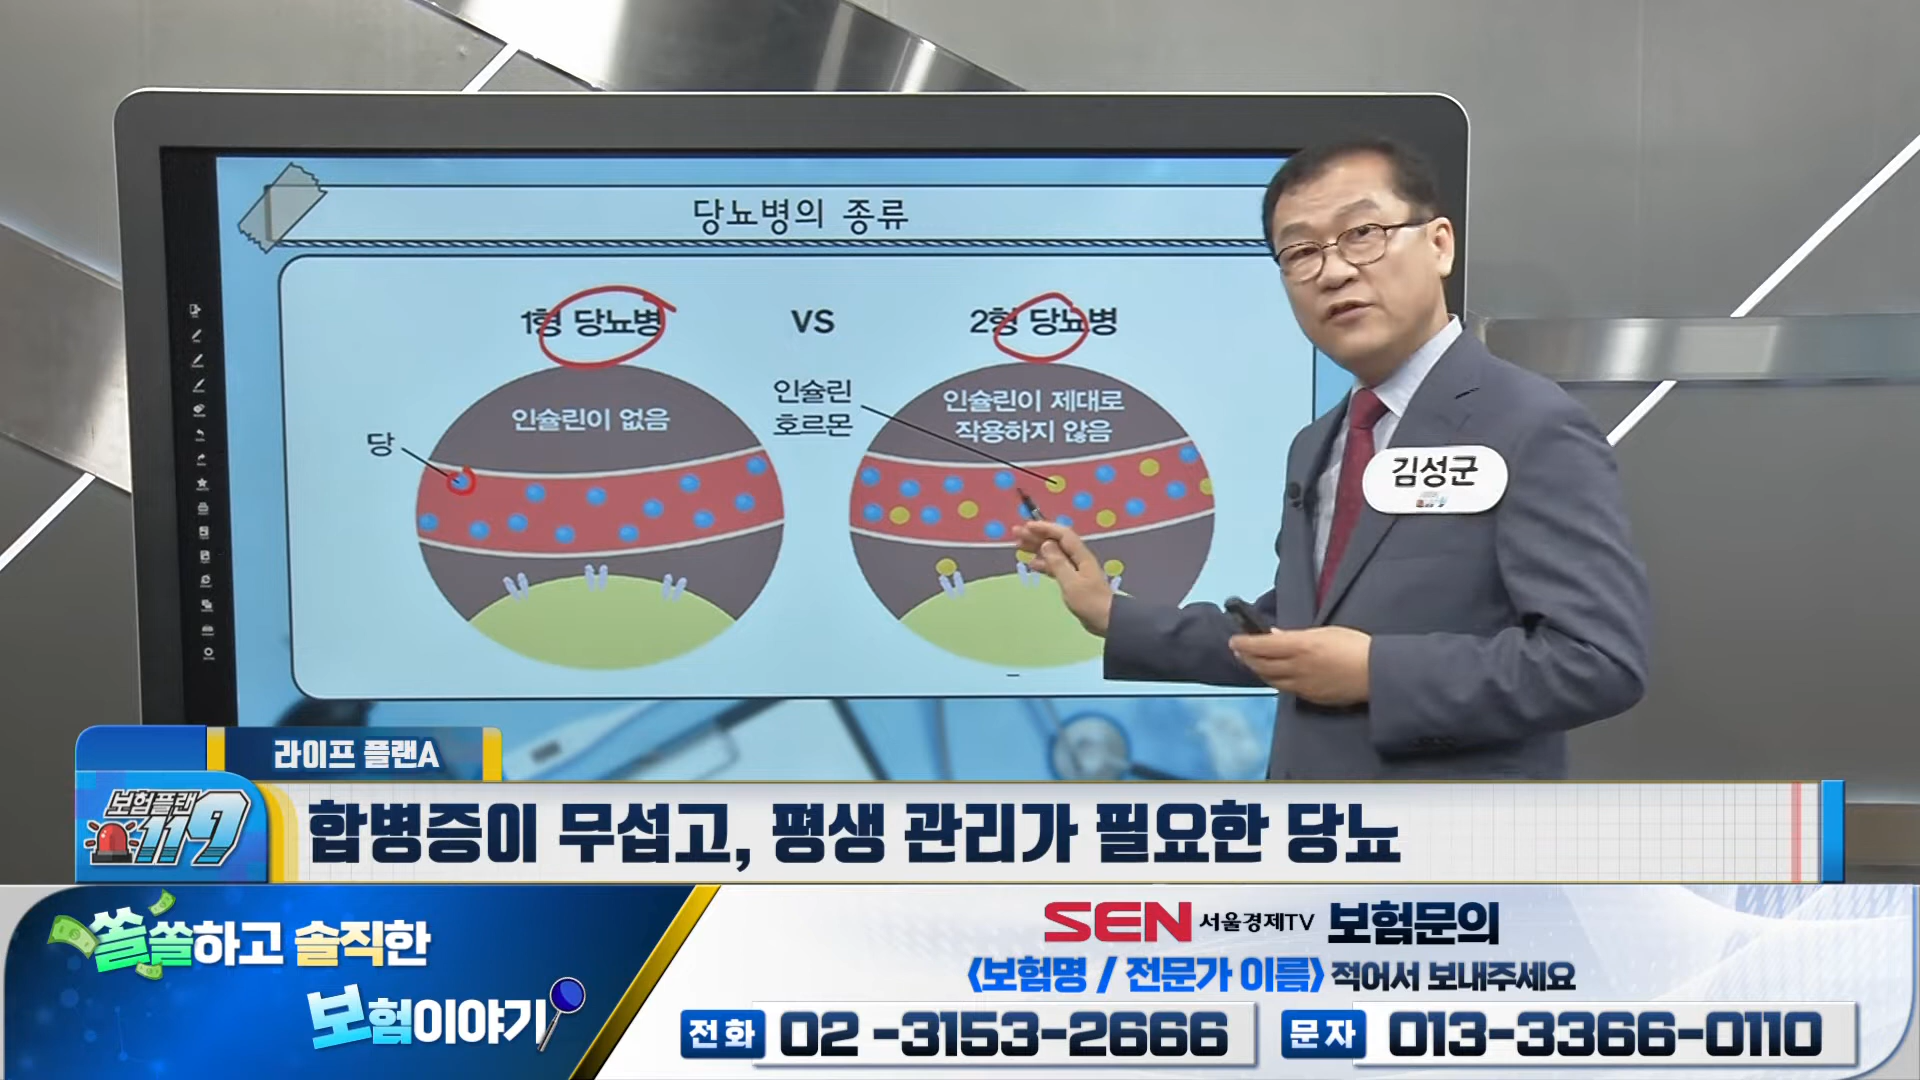 당뇨병의 종류
1형 당뇨병
VS
2형 당뇨병
인슐린
호르몬
당
인슐린이 없음
인슐린이 제대로
작용하지 않음
김성군
라이프 플랜A
보험플랜
119
합병증이 무섭고, 평생 관리가 필요한 당뇨
쏠쏠하고 솔직한
보험이야기
SEN 서울경제TV 보험문의
<보험명 / 전문가 이름> 적어서 보내주세요
전화 02-3153-2666
문자 013-3366-0110